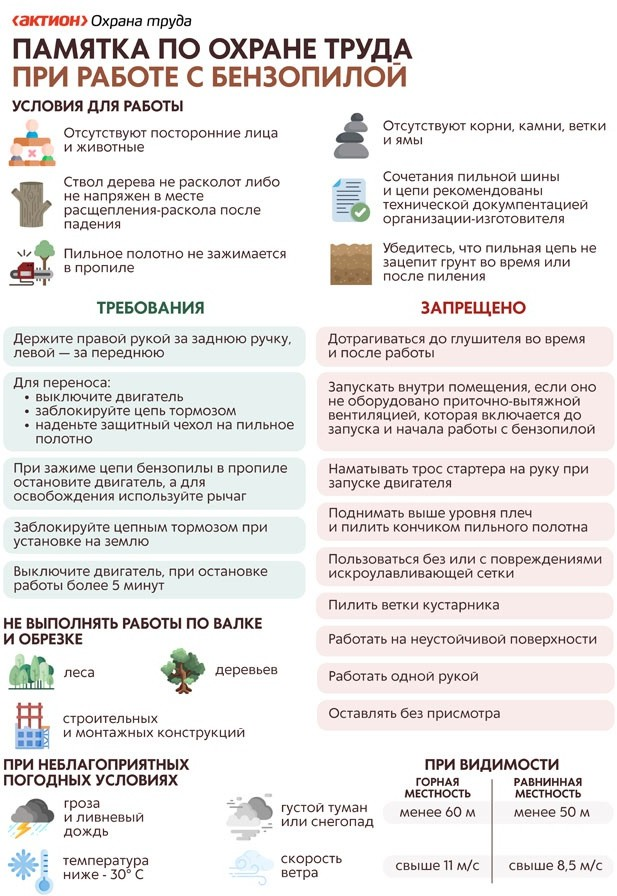 ‹актион› Охрана труда
ПАМЯТКА ПО ОХРАНЕ ТРУДА
ПРИ РАБОТЕ С БЕНЗОПИЛОЙ
УСЛОВИЯ ДЛЯ РАБОТЫ
Отсутствуют посторонние лица
и животные
Ствол дерева не расколот либо
не напряжен в месте
расщепления-раскола после
падения
Пильное полотно не зажимается
в пропиле
Отсутствуют корни, камни, ветки
и ямы
Сочетания пильной шины
и цепи рекомендованы
технической докумпентацией
организации-изготовителя
Убедитесь, что пильная цепь не
зацепит грунт во время или
после пиления
ТРЕБОВАНИЯ
Держите правой рукой за заднюю ручку,
левой — за переднюю
Для переноса:
• выключите двигатель
• заблокируйте цепь тормозом
• наденьте защитный чехол на пильное
полотно
При зажиме цепи бензопилы в пропиле
остановите двигатель, а для
освобождения используйте рычаг
Заблокируйте цепным тормозом при
установке на землю
Выключите двигатель, при остановке
работы более 5 минут
ЗАПРЕЩЕНО
Дотрагиваться до глушителя во время
и после работы
Запускать внутри помещения, если оно
не оборудовано приточно-вытяжной
вентиляцией, которая включается до
запуска и начала работы с бензопилой
Наматывать трос стартера на руку при
запуске двигателя
Поднимать выше уровня плеч
и пилить кончиком пильного полотна
Пользоваться без или с повреждениями
искроулавливающей сетки
Пилить ветки кустарника
Работать на неустойчивой поверхности
Работать одной рукой
Оставлять без присмотра
НЕ ВЫПОЛНЯТЬ РАБОТЫ ПО ВАЛКЕ
И ОБРЕЗКЕ
леса
деревьев
строительных
и монтажных конструкций
ПРИ НЕБЛАГОПРИЯТНЫХ
ПОГОДНЫХ УСЛОВИЯХ
гроза
и ливневый
дождь
температура
ниже - 30° С
густой туман
или снегопад
скорость
ветра
ПРИ ВИДИМОСТИ
ГОРНАЯ
МЕСТНОСТЬ
РАВНИННАЯ
МЕСТНОСТЬ
менее 60 м
менее 50 м
свыше 11 м/с
свыше 8,5 м/с